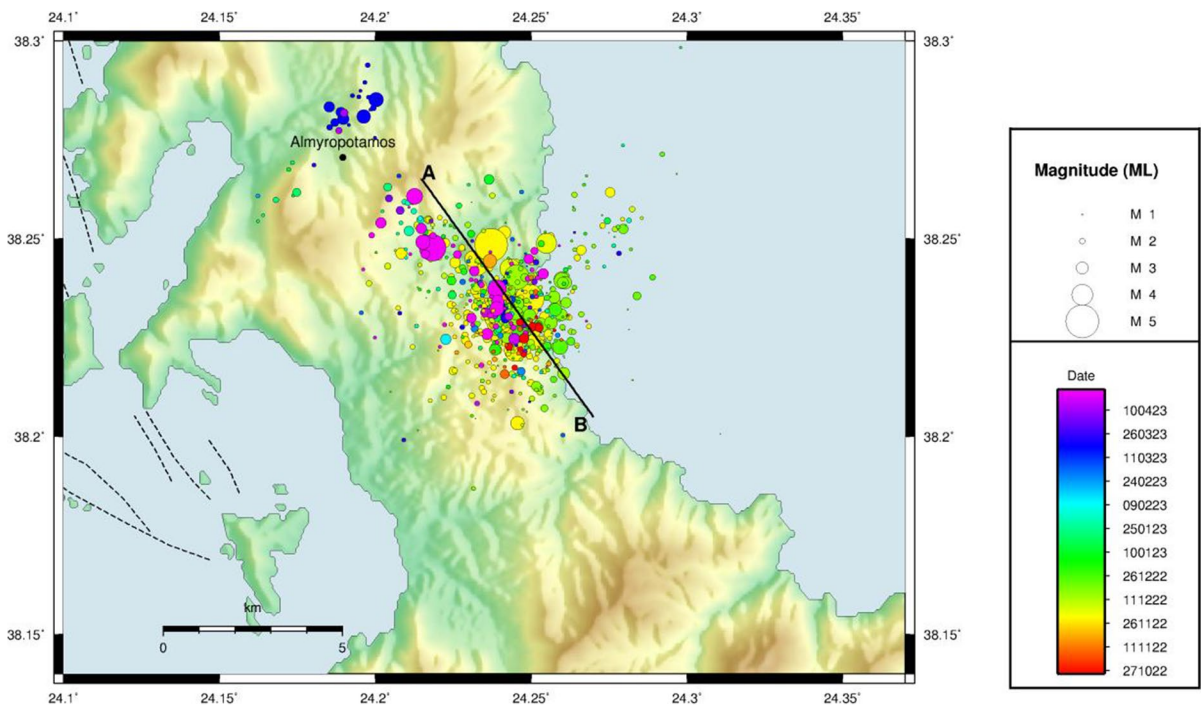 24.1° 24.15° 24.2° 24.25° 24.3° 24.35°
38.3° 38.3°
Almyropotamos
A
38.25° 38.25°
B
38.2° 38.2°
km
0 5
38.15° 38.15°
24.1° 24.15° 24.2° 24.25° 24.3° 24.35°
Magnitude (ML)
M 1
M 2
M 3
M 4
M 5
Date
100423
260323
110323
240223
090223
250123
100123
261222
111222
261122
111122
271022